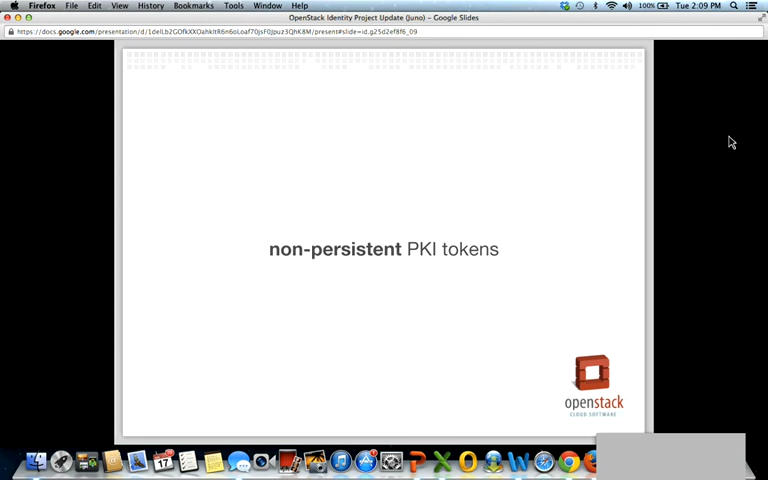 Firefox File Edit View History Bookmarks Tools Window Help 100% Tue 2:09 PM
OpenStack Identity Project Update (Juno) – Google Slides
non-persistent PKI tokens
openstack
CLOUD SOFTWARE
17